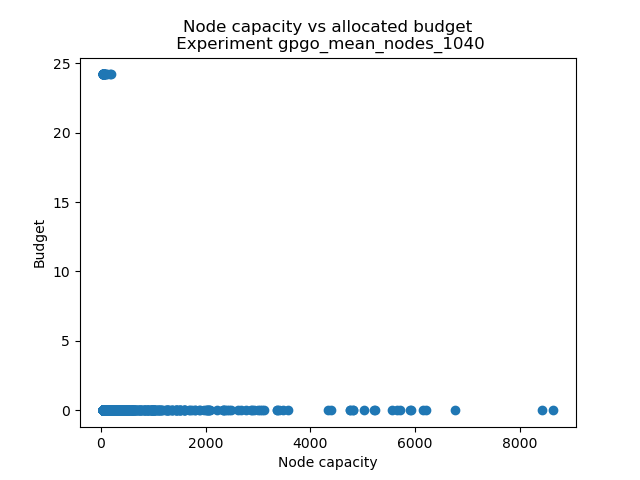 Node capacity vs allocated budget
Experiment gpgo_mean_nodes_1040
25
20
15
10
5
0
Budget
0 2000 4000 6000 8000
Node capacity